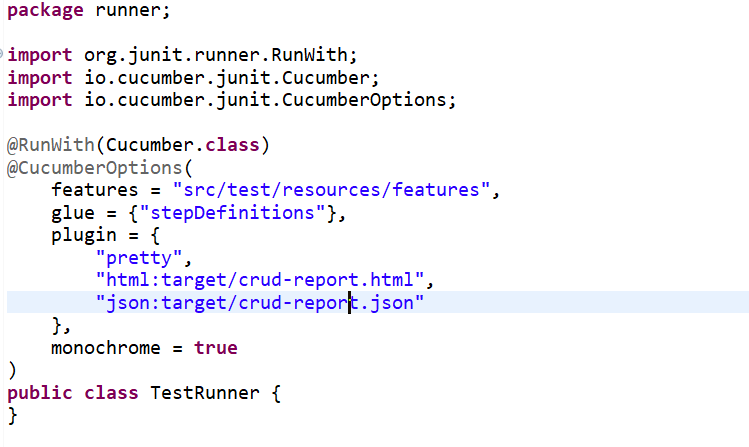 package runner;
import org.junit.runner.RunWith;
import io.cucumber.junit.Cucumber;
import io.cucumber.junit.CucumberOptions;
@RunWith(Cucumber.class)
@CucumberOptions(
    features = "src/test/resources/features",
    glue = {"stepDefinitions"},
    plugin = {
        "pretty",
        "html:target/crud-report.html",
        "json:target/crud-report.json"
    },
    monochrome = true
)
public class TestRunner {
}